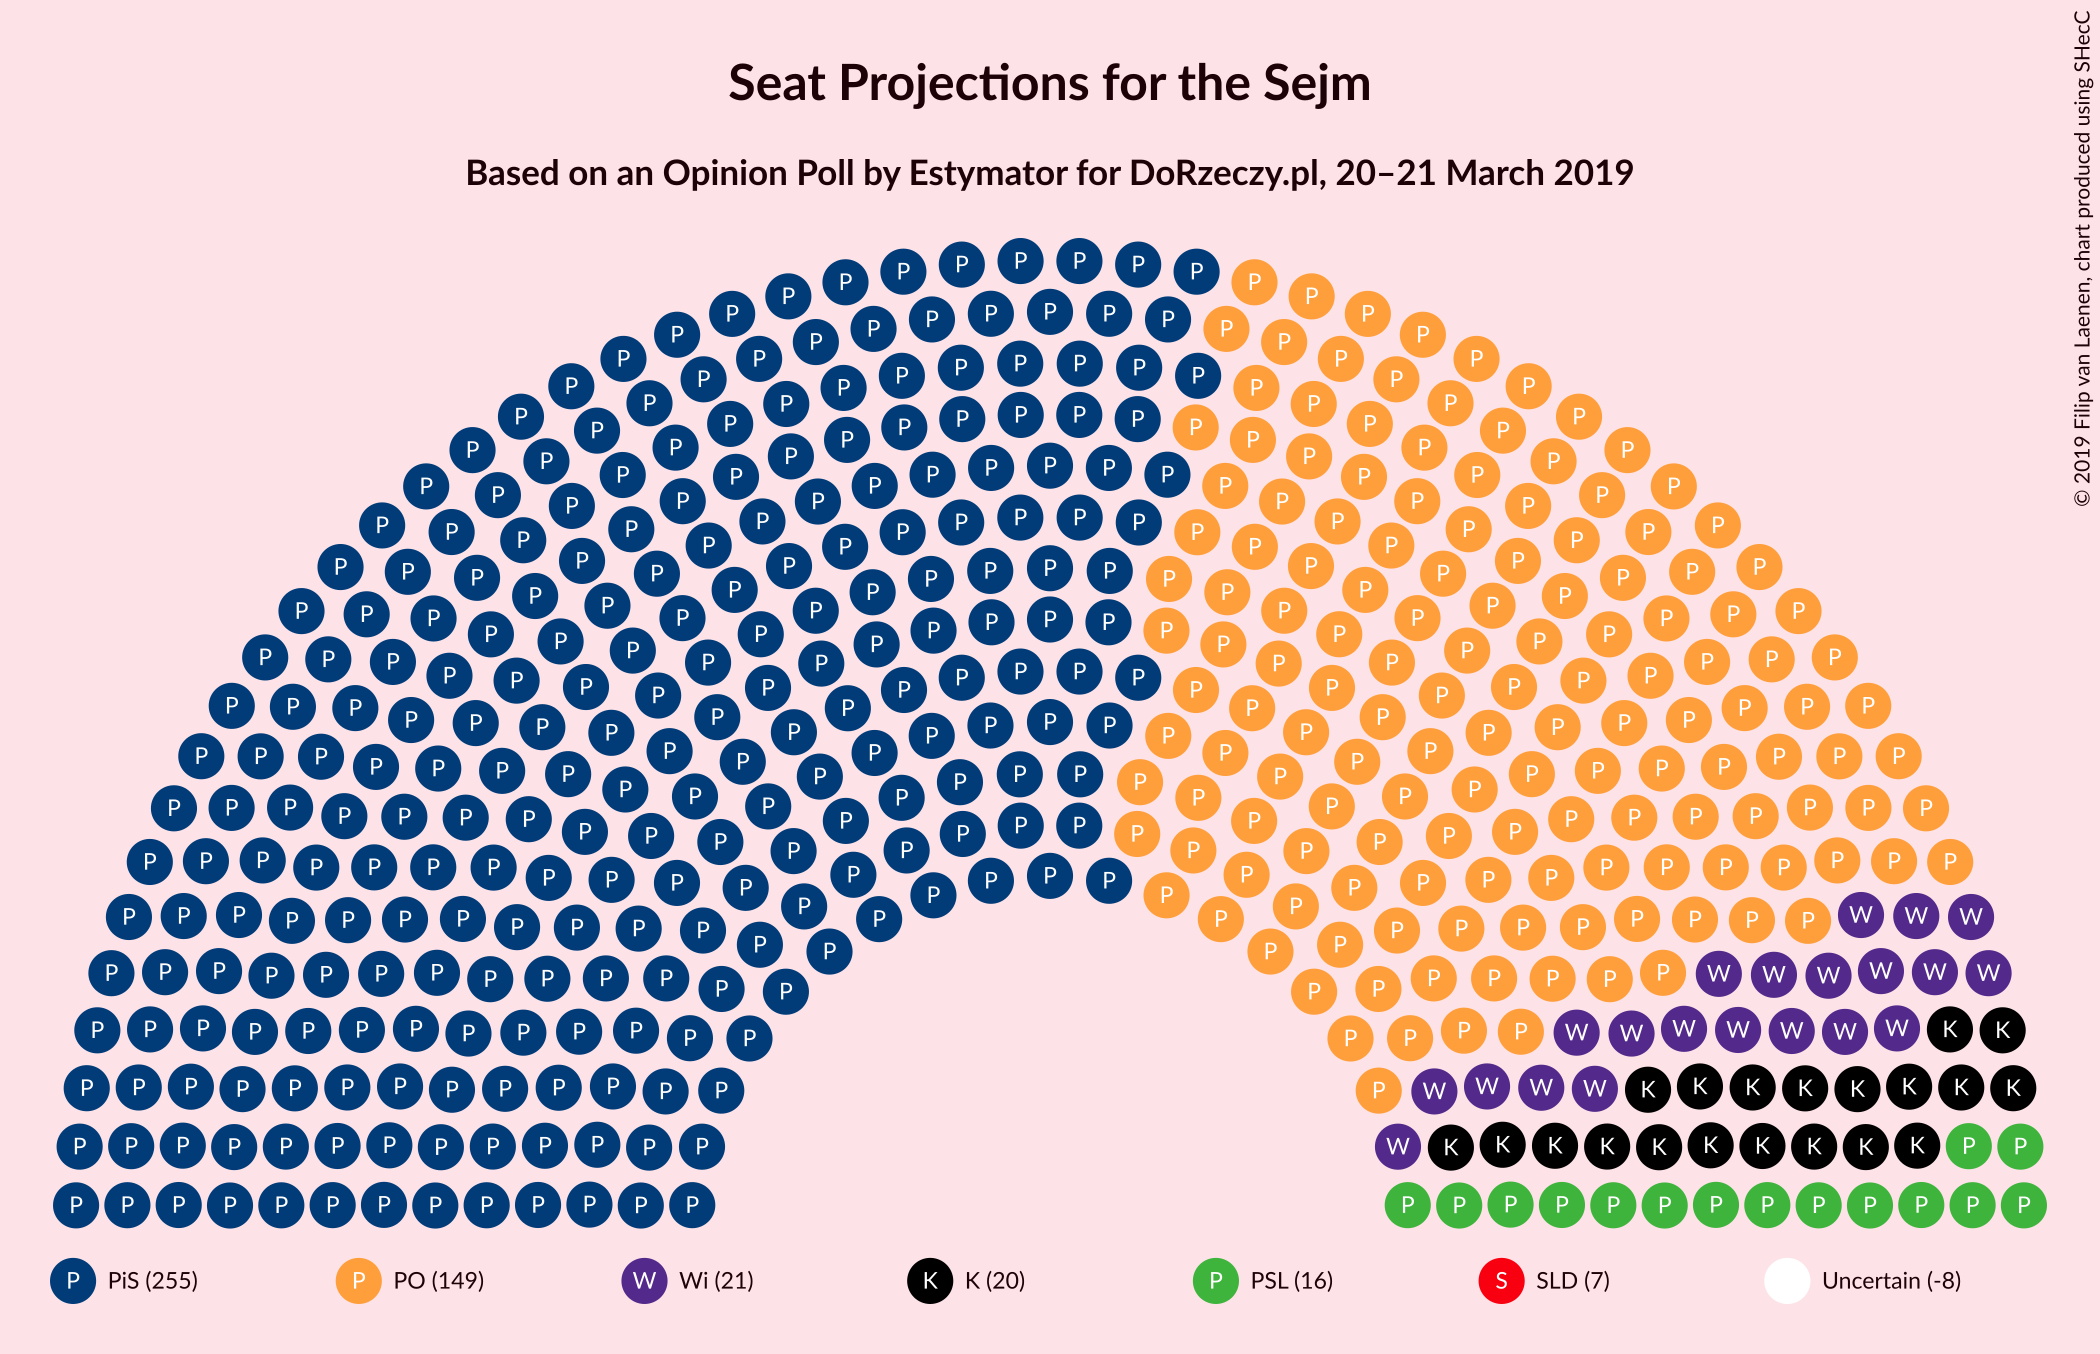 Seat Projections for the Sejm
Based on an Opinion Poll by Estymator for DoRzeczy.pl, 20–21 March 2019
© 2019 Filip van Laenen, chart produced using SHecC
P PiS (255) P PO (149) W Wi (21) K K (20) P PSL (16) S SLD (7) Uncertain (-8)